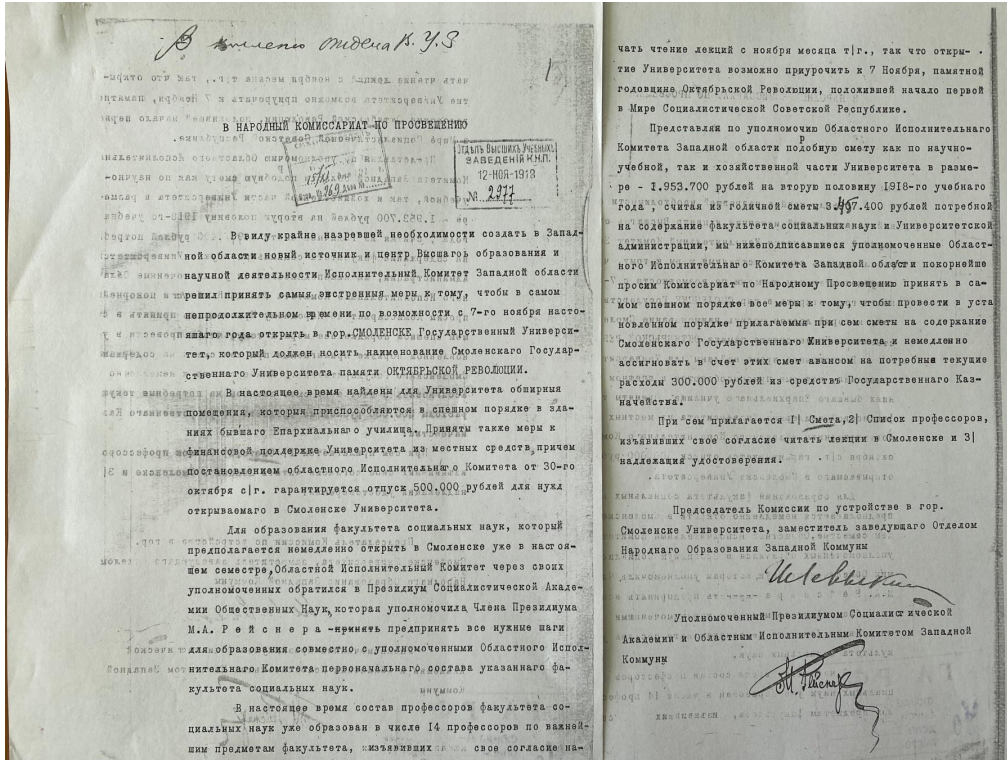 В коллегию отдела В.У.З
В НАРОДНЫЙ КОМИССАРИАТ ПО ПРОСВЕЩЕНИЮ
ОТДѢЛЪ ВЫСШИХЪ УЧЕБНЫХЪ
ЗАВЕДЕНIЙ К.Н.П.
12-НОЯ-1918
№ 2977
В виду крайне назревшей необходимости создать в Запад-
ной области новый источник и центр Высшагоь образования и
научной деятельности Исполнительный Комитет Западной области
решил принять самыя экстренныя меры к тому, чтобы в самом
непродолжительном времени по возможности с 7-го ноября насто-
яшаго года открыть в гор.СМОЛЕНСКЕ Государственный Универси-
тет, который должен носить наименование Смоленскаго Государ-
ственнаго Университета памяти ОКТЯБРЬСКОЙ РЕВОЛЮЦИИ.
В настоящее время найдены для Университета обширныя
помещения, которыя приспособляются в спешном порядке в зда-
ниях бывшаго Епархиальнаго училища. Приняты также меры к
финансовой поддержке Университета из местных средств,причем
постановлением областного Исполнительнаго Комитета от 30-го
октября с|г. гарантируется отпуск 500.000 рублей для нужд
открываемаго в Смоленске Университета.
Для образования факультета социальных наук, который
предполагается немедленно открыть в Смоленске уже в настоя-
щем семестре,Областной Исполнительный Комитет через своих
уполномоченных обратился в Президиум Социалистической Акаде-
мии Общественных Наук,которая уполномочила Члена Президиума
М.А. Р е й с н е р а принять предпринять все нужные шаги
для образования совместно с уполномоченными Областного Испол-
нительнаго Комитета первоначальнаго состава указаннаго фа-
культета социальных наук.
В настоящее время состав профессоров факультета со-
циальных наук уже образован в числе 14 профессоров по важней-
шим предметам факультета, изъявивших свое согласие на-
чать чтение лекций с ноября месяца т|г., так что откры-
тие Университета возможно приурочить к 7 Ноября, памятной
годовщине Октябрьской Революции, положившей начало первой
в Мире Социалистической Советской Республике.
Представляя по уполномочию Областного Исполнительнаго
Комитета Западной области подробную смету как по научно-
учебной, так и хозяйственной части Университета в разме-
ре - 1.953.700 рублей на вторую половину 1918-го учебнаго
года , считая из годичной сметы 3.457.400 рублей потребной
на содержание факультета социальных наук и Университетской
администрации, мы нижеподписавшиеся уполномоченные Област-
ного Исполнительнаго Комитета Западной области покорнейше
просим Комиссариат по Народному Просвещению принять в са-
мом спешном порядке все меры к тому, чтобы провести в уста
новленном порядке прилагаемыя при сем сметы на содержание
Смоленскаго Государственнаго Университета и немедленно
ассигновать в счет этих смет авансом на потребныя текущие
расходы 300.000 рублей из средств Государственнаго Каз-
начейства.
При сем прилагается 1| Смета,2| Список профессоров,
изъявивших свое согласие читать лекции в Смоленске и 3|
надлежащия удостоверения.
Председатель Комиссии по устройстве в гор.
Смоленске Университета, заместитель заведующего Отделом
Народнаго Образования Западной Коммуны
Уполномоченный Президиумом Социалистической
Академии и Областным Исполнительным Комитетом Западной
Коммуны
М. Рейснер